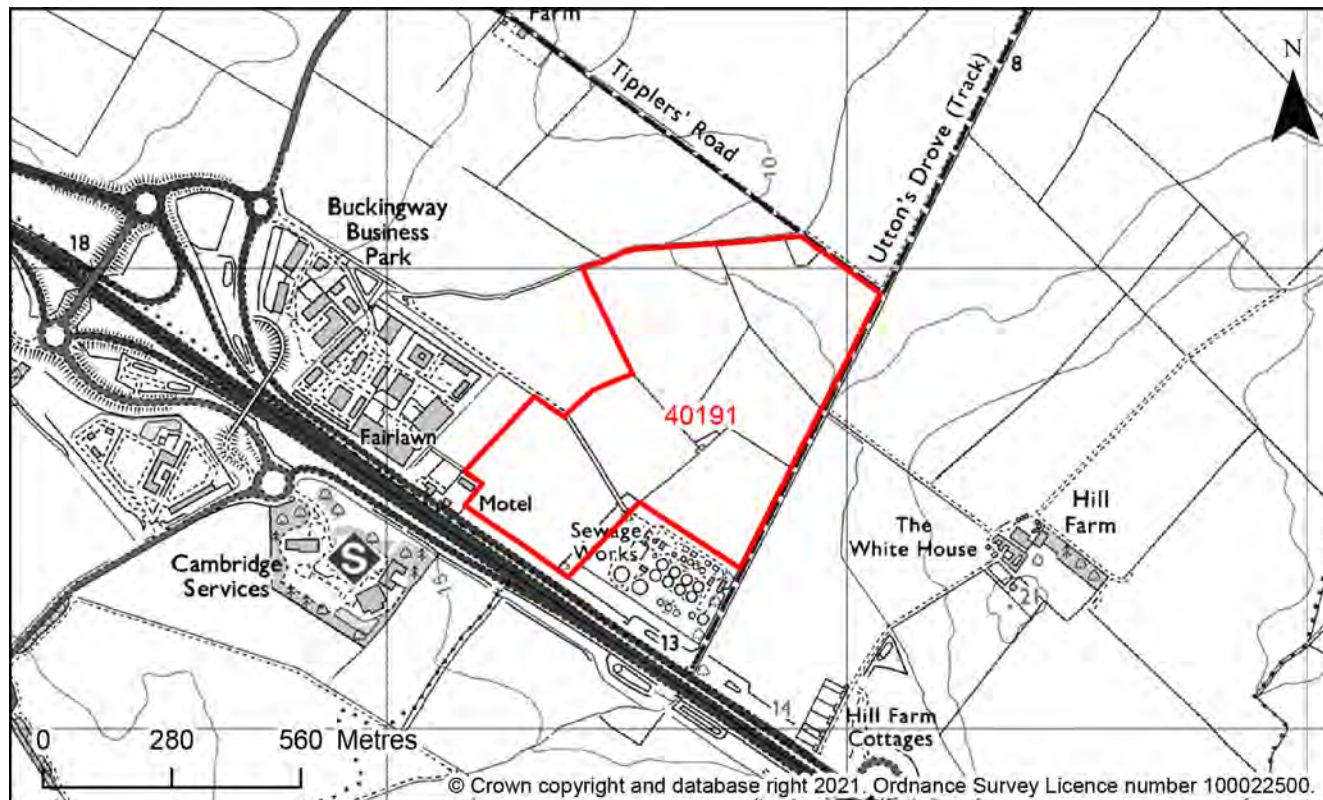 Farm
N
Tipplers' Road
8
Utton's Drove (Track)
10
Buckingway
Business
Park
18
40191
Fairlawn
Motel
Sewage
Works
Hill
Farm
The
White House
26
Cambridge
Services
S
15
13
14
Hill Farm
Cottages
0 280 560 Metres
© Crown copyright and database right 2021. Ordnance Survey Licence number 100022500.